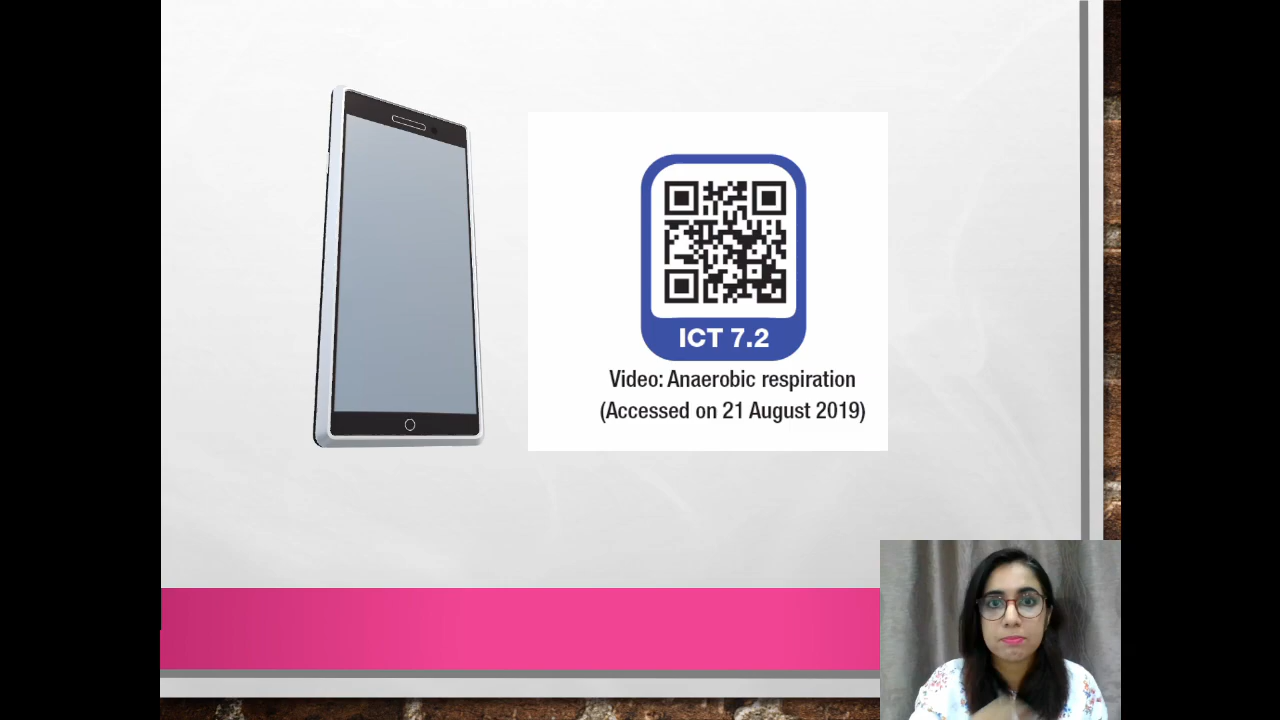 ICT 7.2
Video: Anaerobic respiration
(Accessed on 21 August 2019)